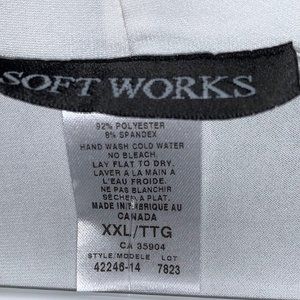 SOFT WORKS
92% POLYESTER
8% SPANDEX
HAND WASH COLD WATER
NO BLEACH.
LAY FLAT TO DRY.
LAVER A LA MAIN A
L'EAU FROIDE.
NE PAS BLANCHIR
SÉCHER A PLAT.
MADE IN/FABRIQUE AU
CANADA
XXL/TTG
CA 35904
STYLE/MODELE LOT
42246-14 7823